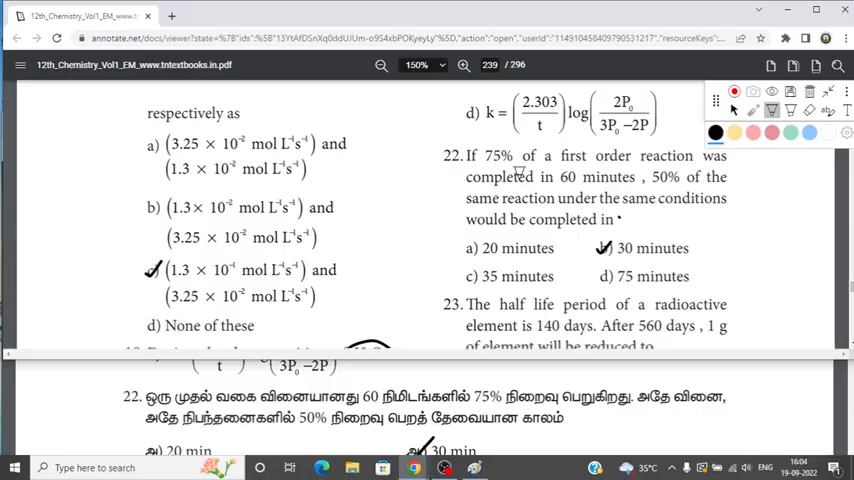 12th_Chemistry_Vol1_EM_www.tn
annotate.net/docs/viewer?state=%7B"ids"%5B"13YtAfDSnXq0ddUJUm-o9S4xbPOKyeyLy"%5D,"action":"open","userId":"114910458409790531217","resourceKeys"...
12th_Chemistry_Vol1_EM_www.tntextbooks.in.pdf
150%
239 / 296
respectively as
a) (3.25 × 10⁻² mol L⁻¹s⁻¹) and
(1.3 × 10⁻² mol L⁻¹s⁻¹)
b) (1.3× 10⁻² mol L⁻¹s⁻¹) and
(3.25 × 10⁻² mol L⁻¹s⁻¹)
c) (1.3 × 10⁻¹ mol L⁻¹s⁻¹) and
(3.25 × 10⁻² mol L⁻¹s⁻¹)
d) None of these
d) k = (2.303/t) log(2P₀/3P₀ −2P)
22. If 75% of a first order reaction was
completed in 60 minutes , 50% of the
same reaction under the same conditions
would be completed in
a) 20 minutes b) 30 minutes
c) 35 minutes d) 75 minutes
23. The half life period of a radioactive
element is 140 days. After 560 days , 1 g
of element will be reduced to
t 3P₀ −2P
22. ஒரு முதல் வகை வினையானது 60 நிமிடங்களில் 75% நிறைவு பெறுகிறது. அதே வினை,
அதே நிபந்தனைகளில் 50% நிறைவு பெறத் தேவையான காலம்
அ) 20 min ஆ) 30 min
Type here to search
35°C
ENG
16:04
19-09-2022